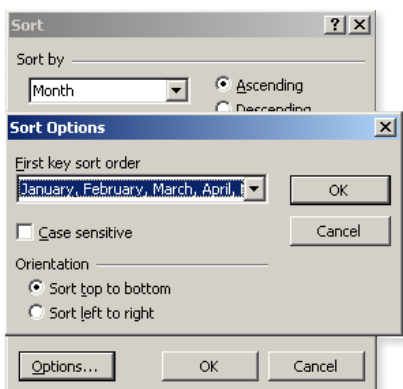 Sort
Sort by
Month
Ascending
Descending
Sort Options
First key sort order
January, February, March, April,
OK
Case sensitive
Cancel
Orientation
Sort top to bottom
Sort left to right
Options...
OK
Cancel